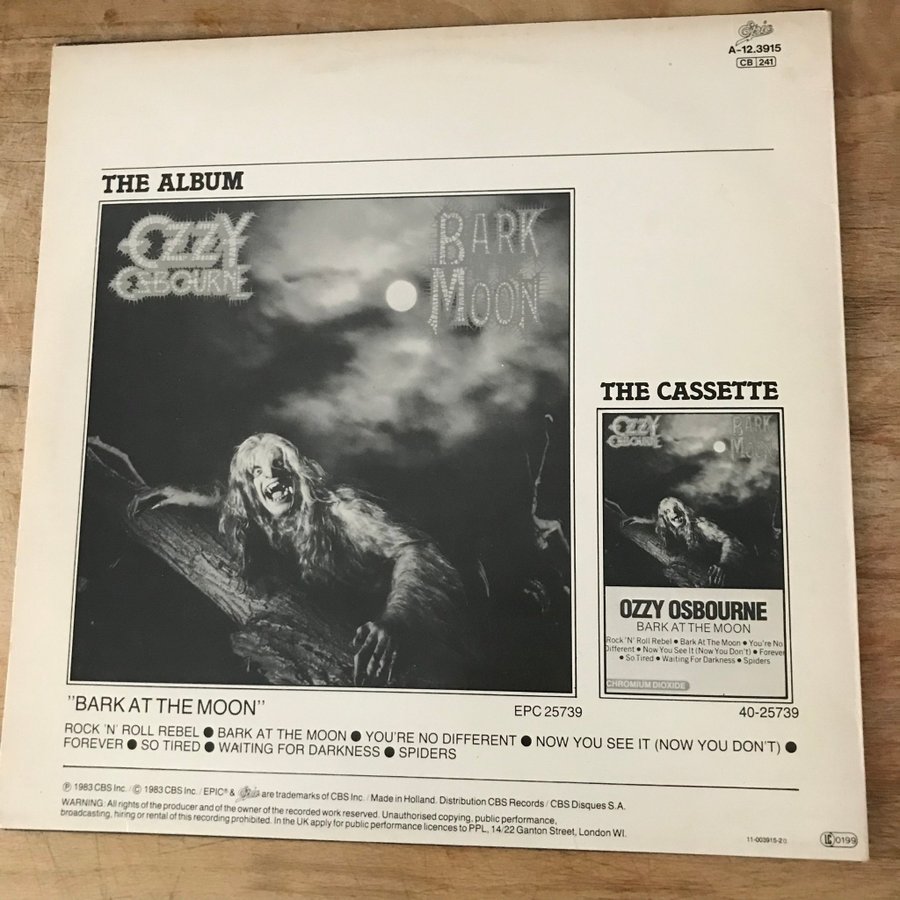 Epic
A-12.3915
CB 241
THE ALBUM
OZZY
OSBOURNE
BARK
MOON
THE CASSETTE
OZZY
OSBOURNE
BARK
MOON
OZZY OSBOURNE
BARK AT THE MOON
Rock 'N' Roll Rebel ● Bark At The Moon ● You're No
Different ● Now You See It (Now You Don't) ● Forever
● So Tired ● Waiting For Darkness ● Spiders
CHROMIUM DIOXIDE
"BARK AT THE MOON"
EPC 25739
40-25739
ROCK 'N' ROLL REBEL ● BARK AT THE MOON ● YOU'RE NO DIFFERENT ● NOW YOU SEE IT (NOW YOU DON'T) ●
FOREVER ● SO TIRED ● WAITING FOR DARKNESS ● SPIDERS
℗ 1983 CBS Inc. / © 1983 CBS Inc. / EPIC® & Epic are trademarks of CBS Inc. / Made in Holland. Distribution CBS Records / CBS Disques S.A.
WARNING: All rights of the producer and of the owner of the recorded work reserved. Unauthorised copying, public performance,
broadcasting, hiring or rental of this recording prohibited. In the UK apply for public performance licences to PPL, 14/22 Ganton Street, London WI.
11-003915-20
LC 0199